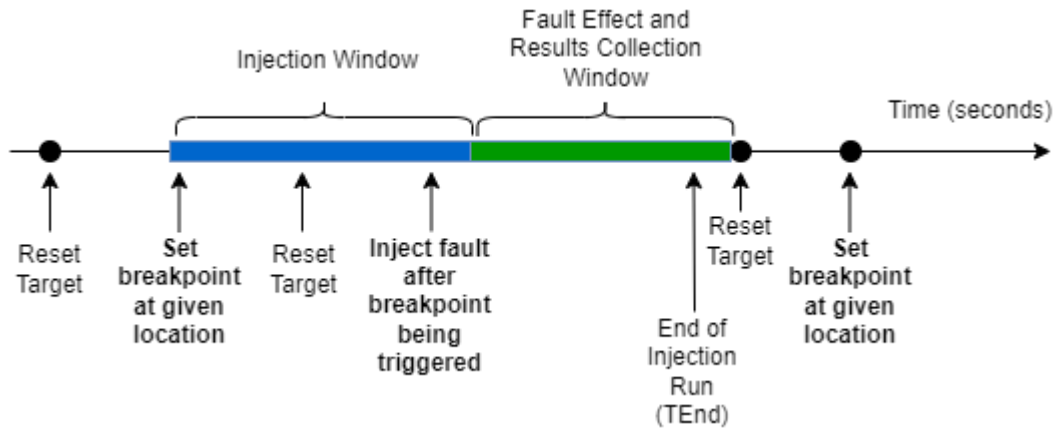 Fault Effect and
Results Collection
Window
Injection Window
Time (seconds)
Reset
Target
Set
breakpoint
at given
location
Reset
Target
Inject fault
after
breakpoint
being
triggered
End of
Injection
Run
(TEnd)
Reset
Target
Set
breakpoint
at given
location